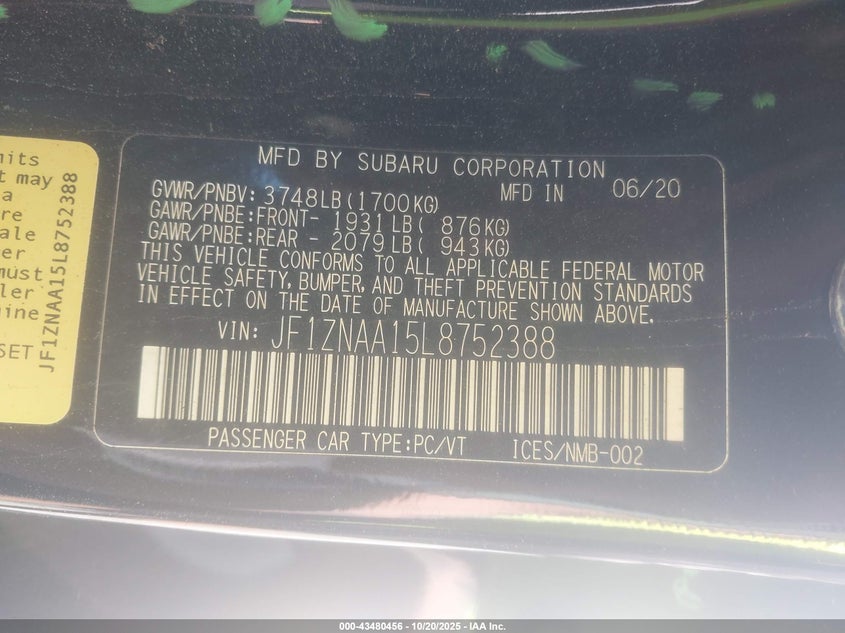 nits
t may
a
re
ale
er
must
ler
ine
SET
JF1ZNAA15L8752388
MFD BY SUBARU CORPORATION
GVWR/PNBV: 3748LB(1700KG) MFD IN 06/20
GAWR/PNBE:FRONT- 1931LB( 876KG)
GAWR/PNBE:REAR - 2079LB( 943KG)
THIS VEHICLE CONFORMS TO ALL APPLICABLE FEDERAL MOTOR
VEHICLE SAFETY, BUMPER, AND THEFT PREVENTION STANDARDS
IN EFFECT ON THE DATE OF MANUFACTURE SHOWN ABOVE.
VIN: JF1ZNAA15L8752388
PASSENGER CAR TYPE:PC/VT ICES/NMB-002
000-43480456 - 10/20/2025 - IAA Inc.